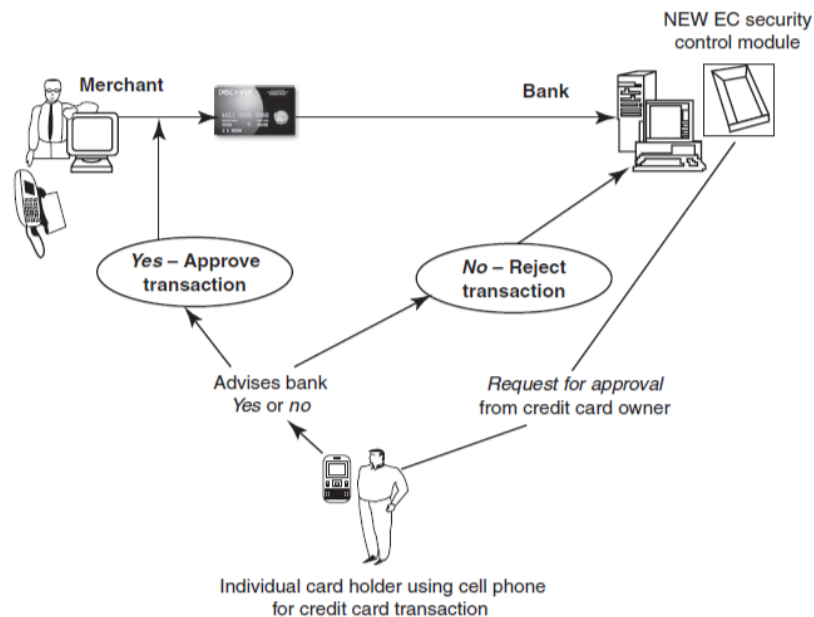 NEW EC security
control module
Merchant
Bank
DISCOVER
Yes – Approve
transaction
No – Reject
transaction
Advises bank
Yes or no
Request for approval
from credit card owner
Individual card holder using cell phone
for credit card transaction